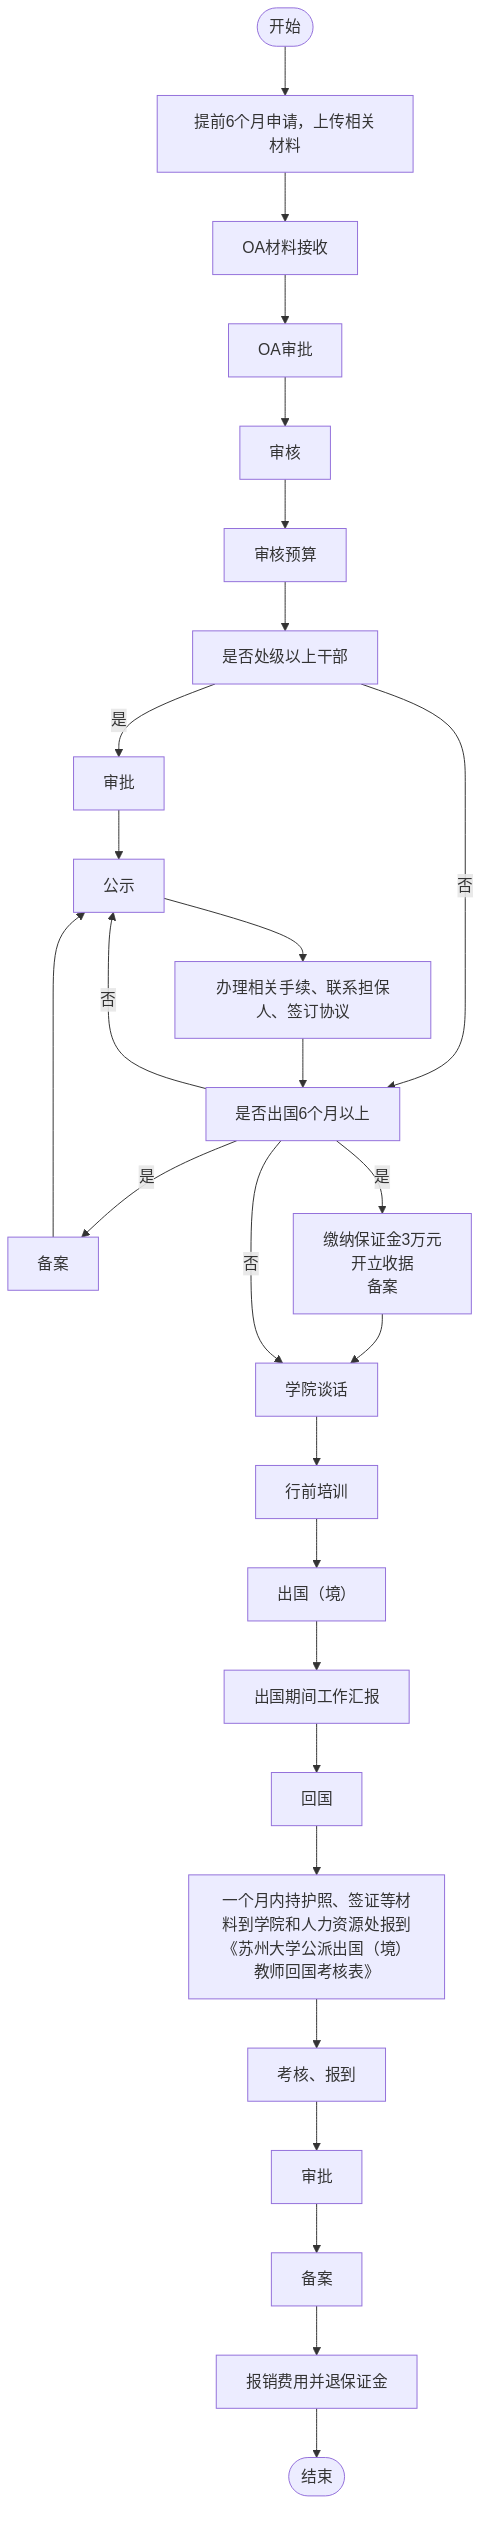 开始
提前6个月申请，上传相关
材料
OA材料接收
OA审批
审核
审核预算
是否处级以上干部
是
审批
公示
否
否
办理相关手续、联系担保
人、签订协议
是否出国6个月以上
是
是
备案
否
缴纳保证金3万元
开立收据
备案
学院谈话
行前培训
出国（境）
出国期间工作汇报
回国
一个月内持护照、签证等材
料到学院和人力资源处报到
《苏州大学公派出国（境）
教师回国考核表》
考核、报到
审批
备案
报销费用并退保证金
结束